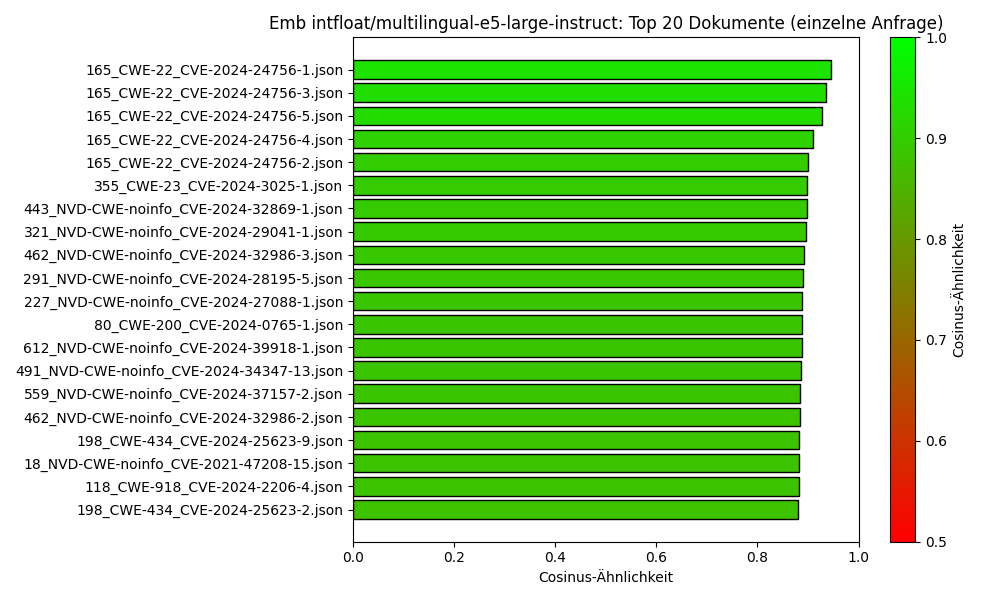 Emb intfloat/multilingual-e5-large-instruct: Top 20 Dokumente (einzelne Anfrage)
165_CWE-22_CVE-2024-24756-1.json
165_CWE-22_CVE-2024-24756-3.json
165_CWE-22_CVE-2024-24756-5.json
165_CWE-22_CVE-2024-24756-4.json
165_CWE-22_CVE-2024-24756-2.json
355_CWE-23_CVE-2024-3025-1.json
443_NVD-CWE-noinfo_CVE-2024-32869-1.json
321_NVD-CWE-noinfo_CVE-2024-29041-1.json
462_NVD-CWE-noinfo_CVE-2024-32986-3.json
291_NVD-CWE-noinfo_CVE-2024-28195-5.json
227_NVD-CWE-noinfo_CVE-2024-27088-1.json
80_CWE-200_CVE-2024-0765-1.json
612_NVD-CWE-noinfo_CVE-2024-39918-1.json
491_NVD-CWE-noinfo_CVE-2024-34347-13.json
559_NVD-CWE-noinfo_CVE-2024-37157-2.json
462_NVD-CWE-noinfo_CVE-2024-32986-2.json
198_CWE-434_CVE-2024-25623-9.json
18_NVD-CWE-noinfo_CVE-2021-47208-15.json
118_CWE-918_CVE-2024-2206-4.json
198_CWE-434_CVE-2024-25623-2.json
0.0 0.2 0.4 0.6 0.8 1.0
Cosinus-Ähnlichkeit
1.0
0.9
0.8
0.7
0.6
0.5
Cosinus-Ähnlichkeit